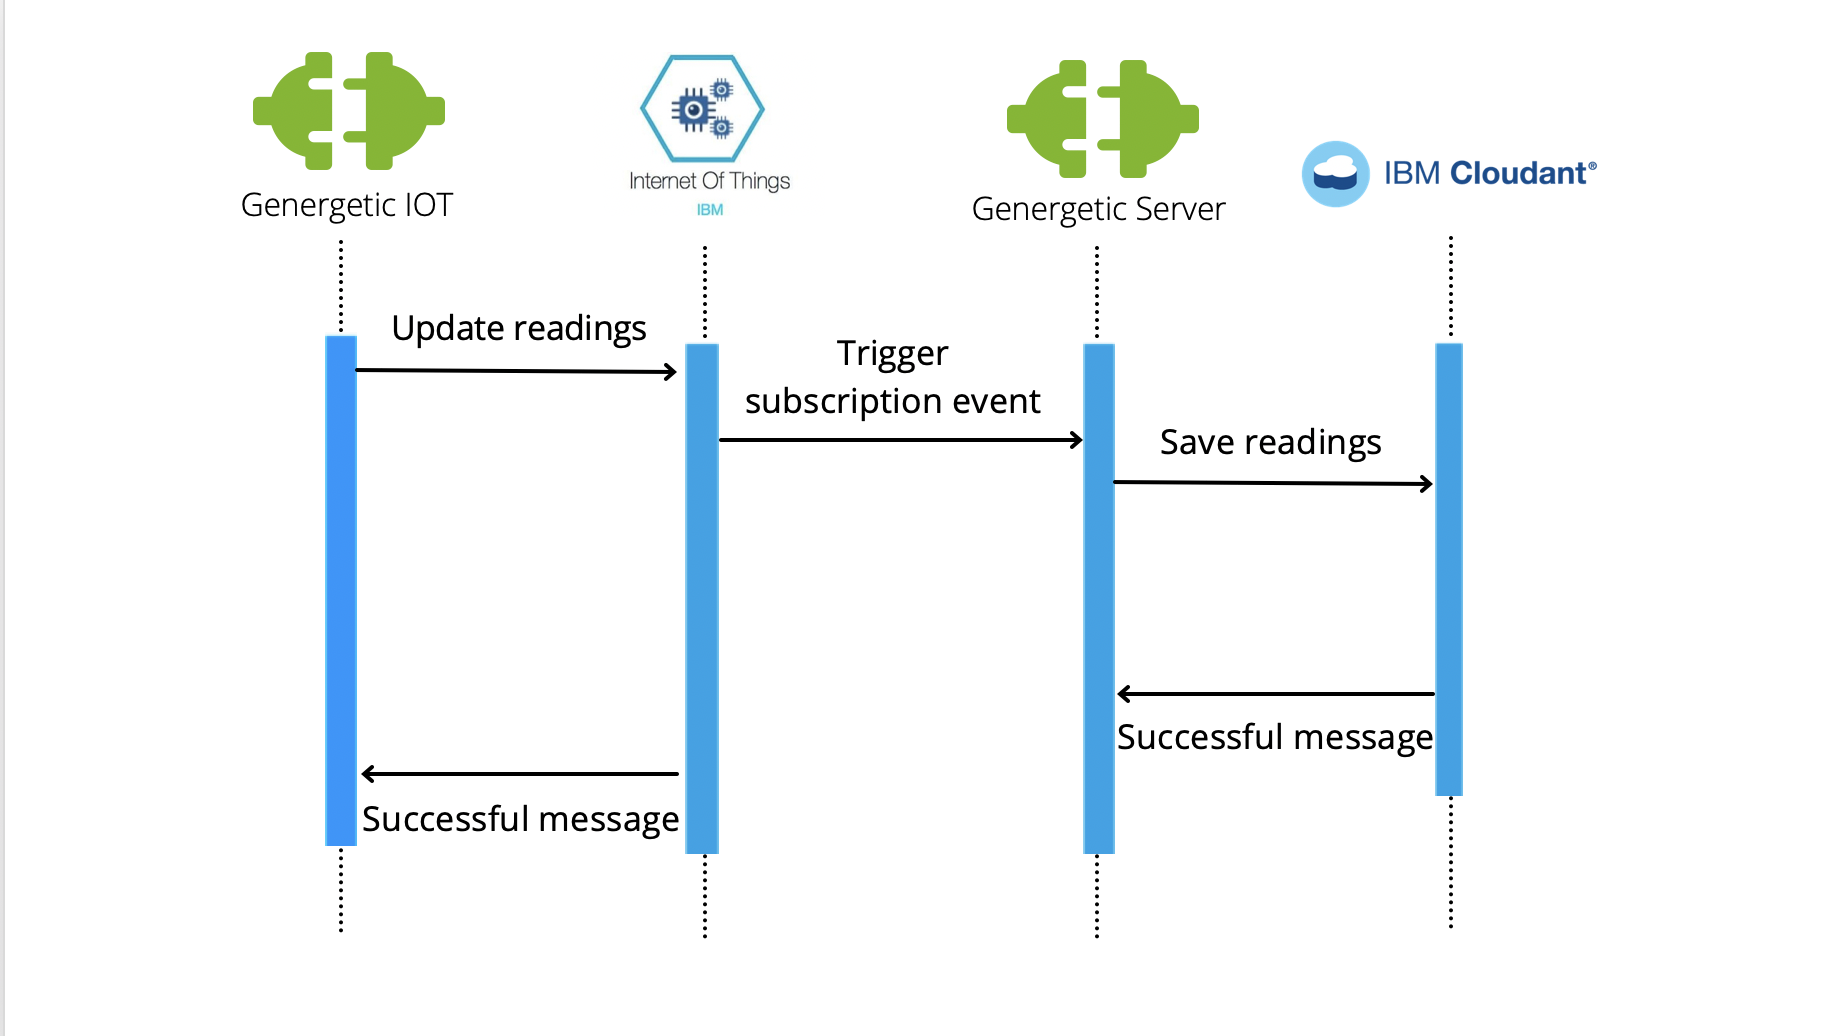 Genergetic IOT
Internet Of Things
IBM
Genergetic Server
IBM Cloudant®
Update readings
Trigger
subscription event
Save readings
Successful message
Successful message